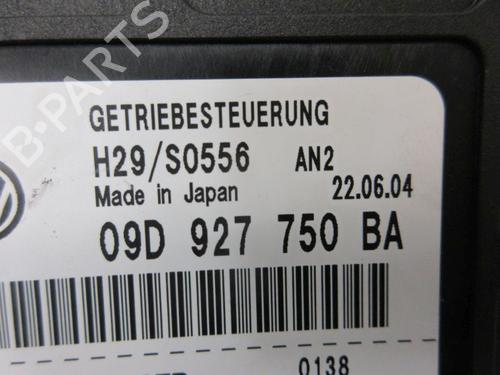 B-PARTS
GETRIEBESTEUERUNG
H29/S0556 AN2
Made in Japan 22.06.04
09D 927 750 BA
0138